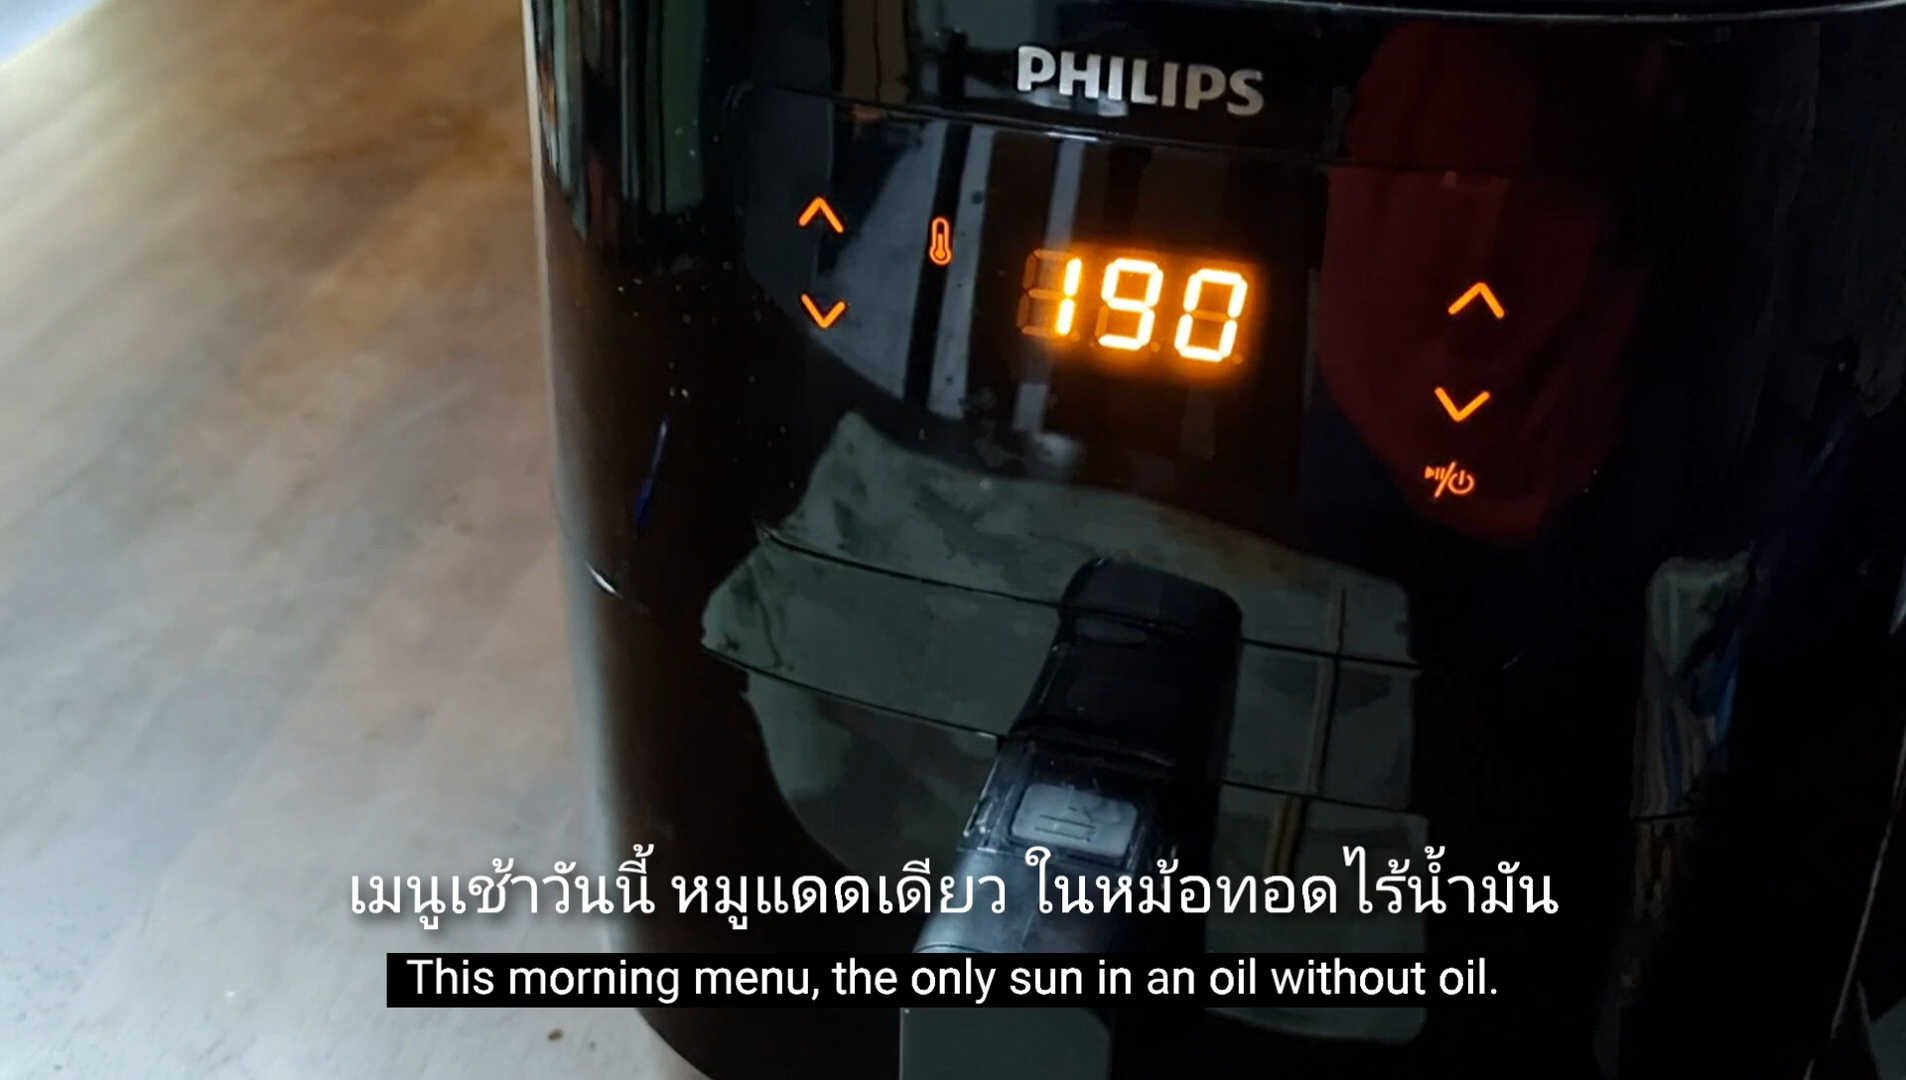 PHILIPS
190
เมนูเช้าวันนี้ หมูแดดเดียว ในหม้อทอดไร้น้ำมัน
This morning menu, the only sun in an oil without oil.